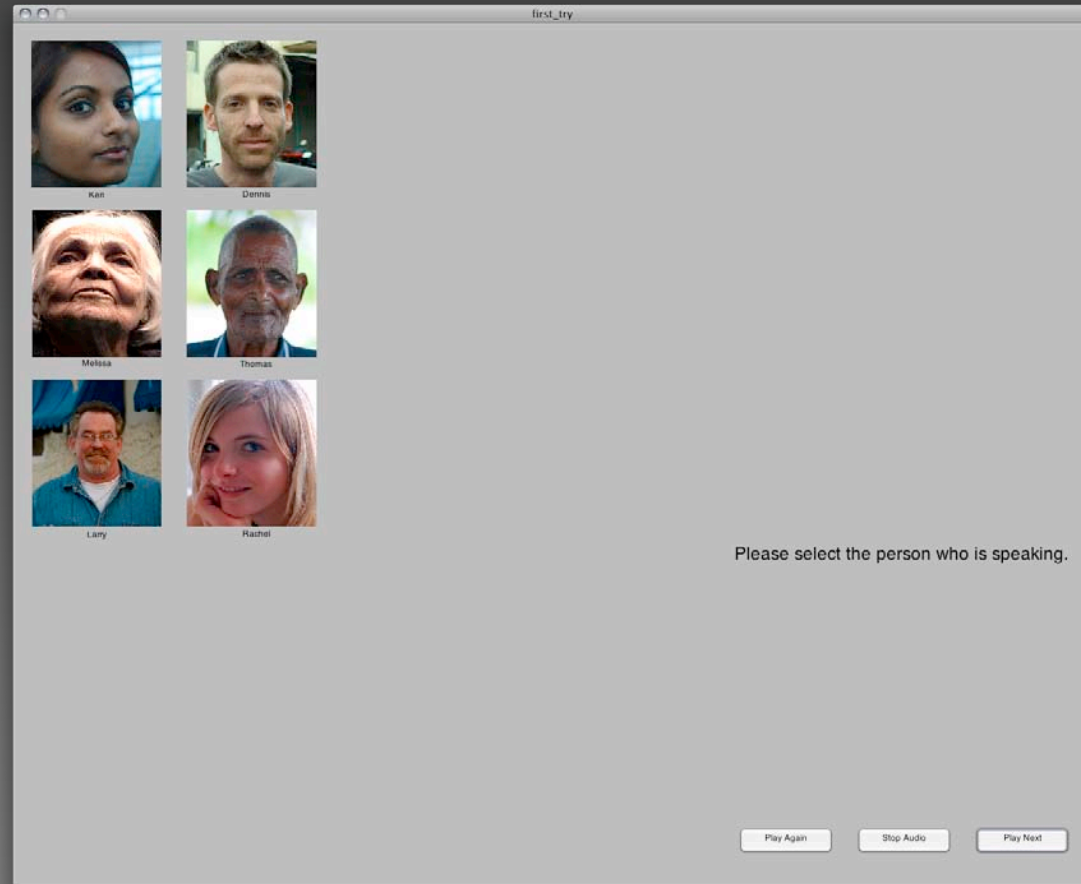 first_try
Kari
Dennis
Melissa
Thomas
Larry
Rachel
Please select the person who is speaking.
Play Again
Stop Audio
Play Next